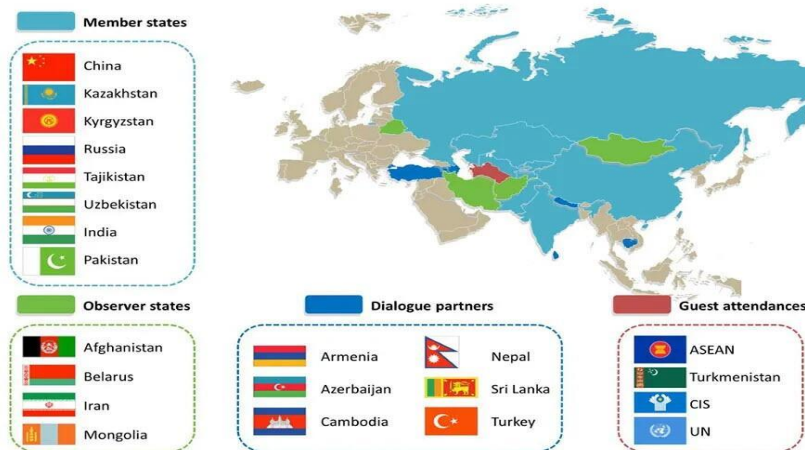 Member states
China
Kazakhstan
Kyrgyzstan
Russia
Tajikistan
Uzbekistan
India
Pakistan
Observer states
Afghanistan
Belarus
Iran
Mongolia
Dialogue partners
Armenia
Azerbaijan
Cambodia
Nepal
Sri Lanka
Turkey
Guest attendances
ASEAN
Turkmenistan
CIS
UN